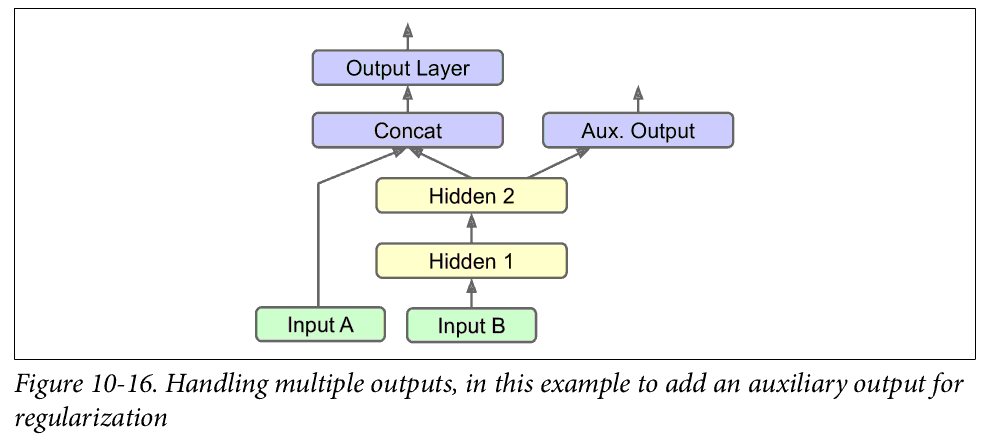 Output Layer
Concat
Aux. Output
Hidden 2
Hidden 1
Input A
Input B
Figure 10-16. Handling multiple outputs, in this example to add an auxiliary output for
regularization